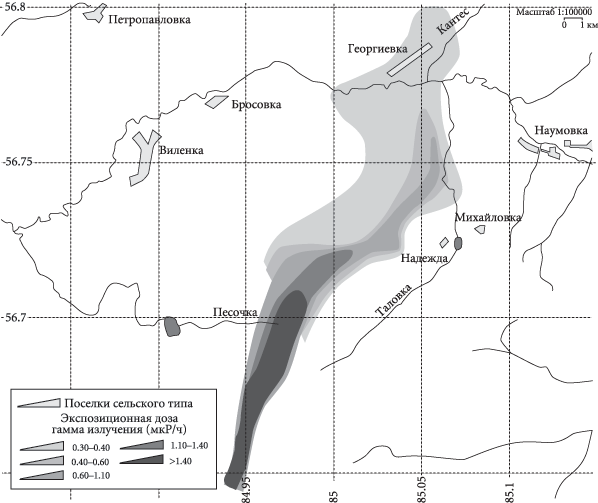 56.8
Петропавловка
Георгиевка
Кантес
Масштаб 1:100000
0 1 км
Бросовка
Виленка
Наумовка
56.75
Михайловка
Надежда
Таловка
Песочка
56.7
Поселки сельского типа
Экспозиционная доза
гамма излучения (мкР/ч)
0.30–0.40
1.10–1.40
0.40–0.60
>1.40
0.60–1.10
84.95
85
85.05
85.1